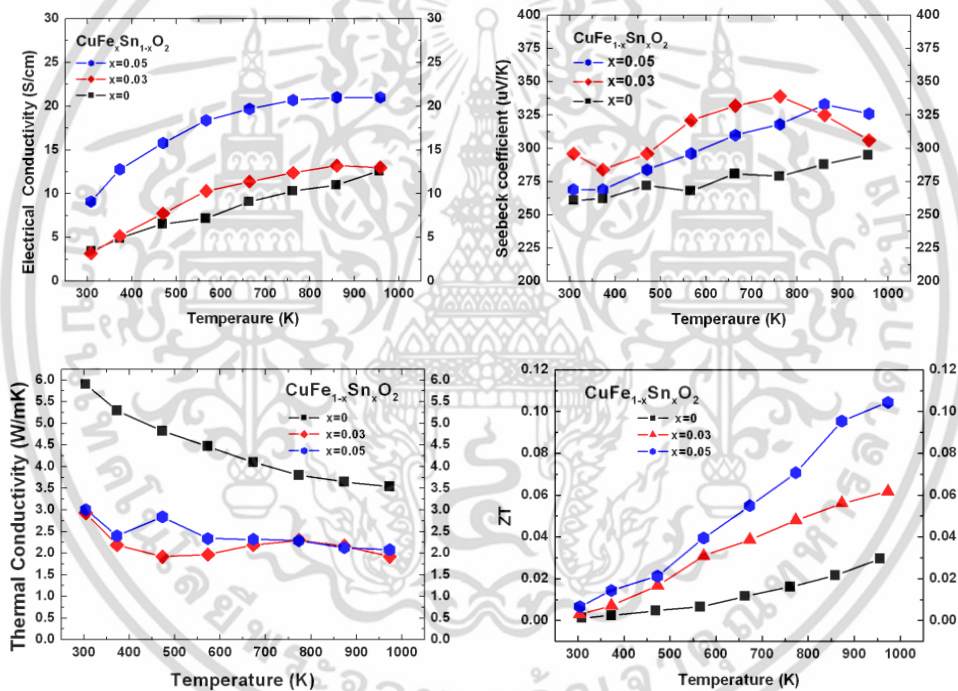 CuFeₓSn₁₋ₓO₂
x=0.05
x=0.03
x=0
Electrical Conductivity (S/cm)
30 25 20 15 10 5 0
30 25 20 15 10 5 0
300 400 500 600 700 800 900 1000
Temperaure (K)
CuFe₁₋ₓSnₓO₂
x=0.05
x=0.03
x=0
Seebeck coefficient (uV/K)
400 375 350 325 300 275 250 225 200
400 375 350 325 300 275 250 225 200
300 400 500 600 700 800 900 1000
Temperaure (K)
CuFe₁₋ₓSnₓO₂
x=0
x=0.03
x=0.05
Thermal Conductivity (W/mK)
6.0 5.5 5.0 4.5 4.0 3.5 3.0 2.5 2.0 1.5 1.0 0.5 0.0
6.0 5.5 5.0 4.5 4.0 3.5 3.0 2.5 2.0 1.5 1.0 0.5 0.0
300 400 500 600 700 800 900 1000
Temperature (K)
CuFe₁₋ₓSnₓO₂
x=0
x=0.03
x=0.05
ZT
0.12 0.10 0.08 0.06 0.04 0.02 0.00
0.12 0.10 0.08 0.06 0.04 0.02 0.00
300 400 500 600 700 800 900 1000
Temperature (K)